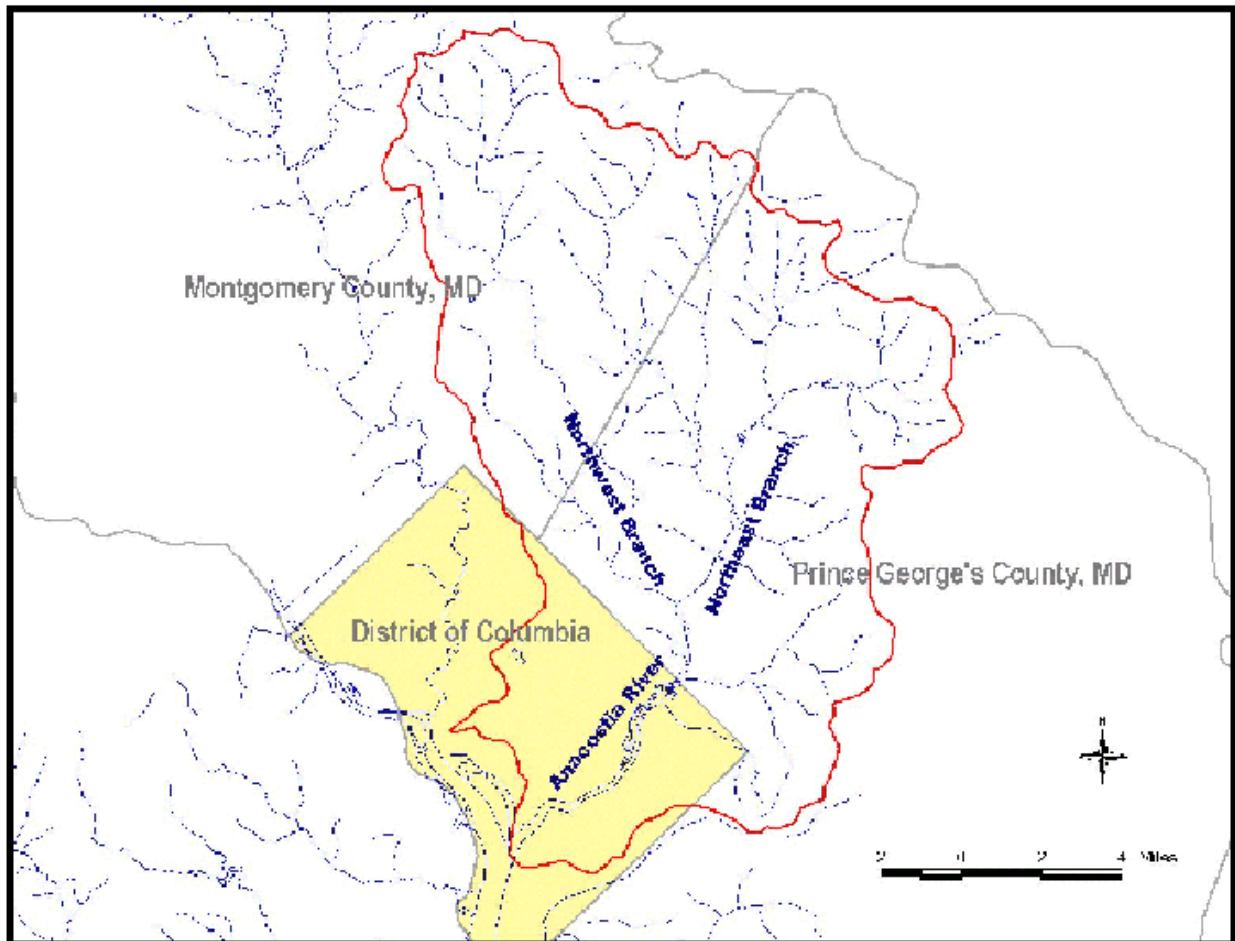 Montgomery County, MD
Northwest Branch
Northeast Branch
Prince George's County, MD
District of Columbia
Anacostia River
N
2 0 2 4 Miles